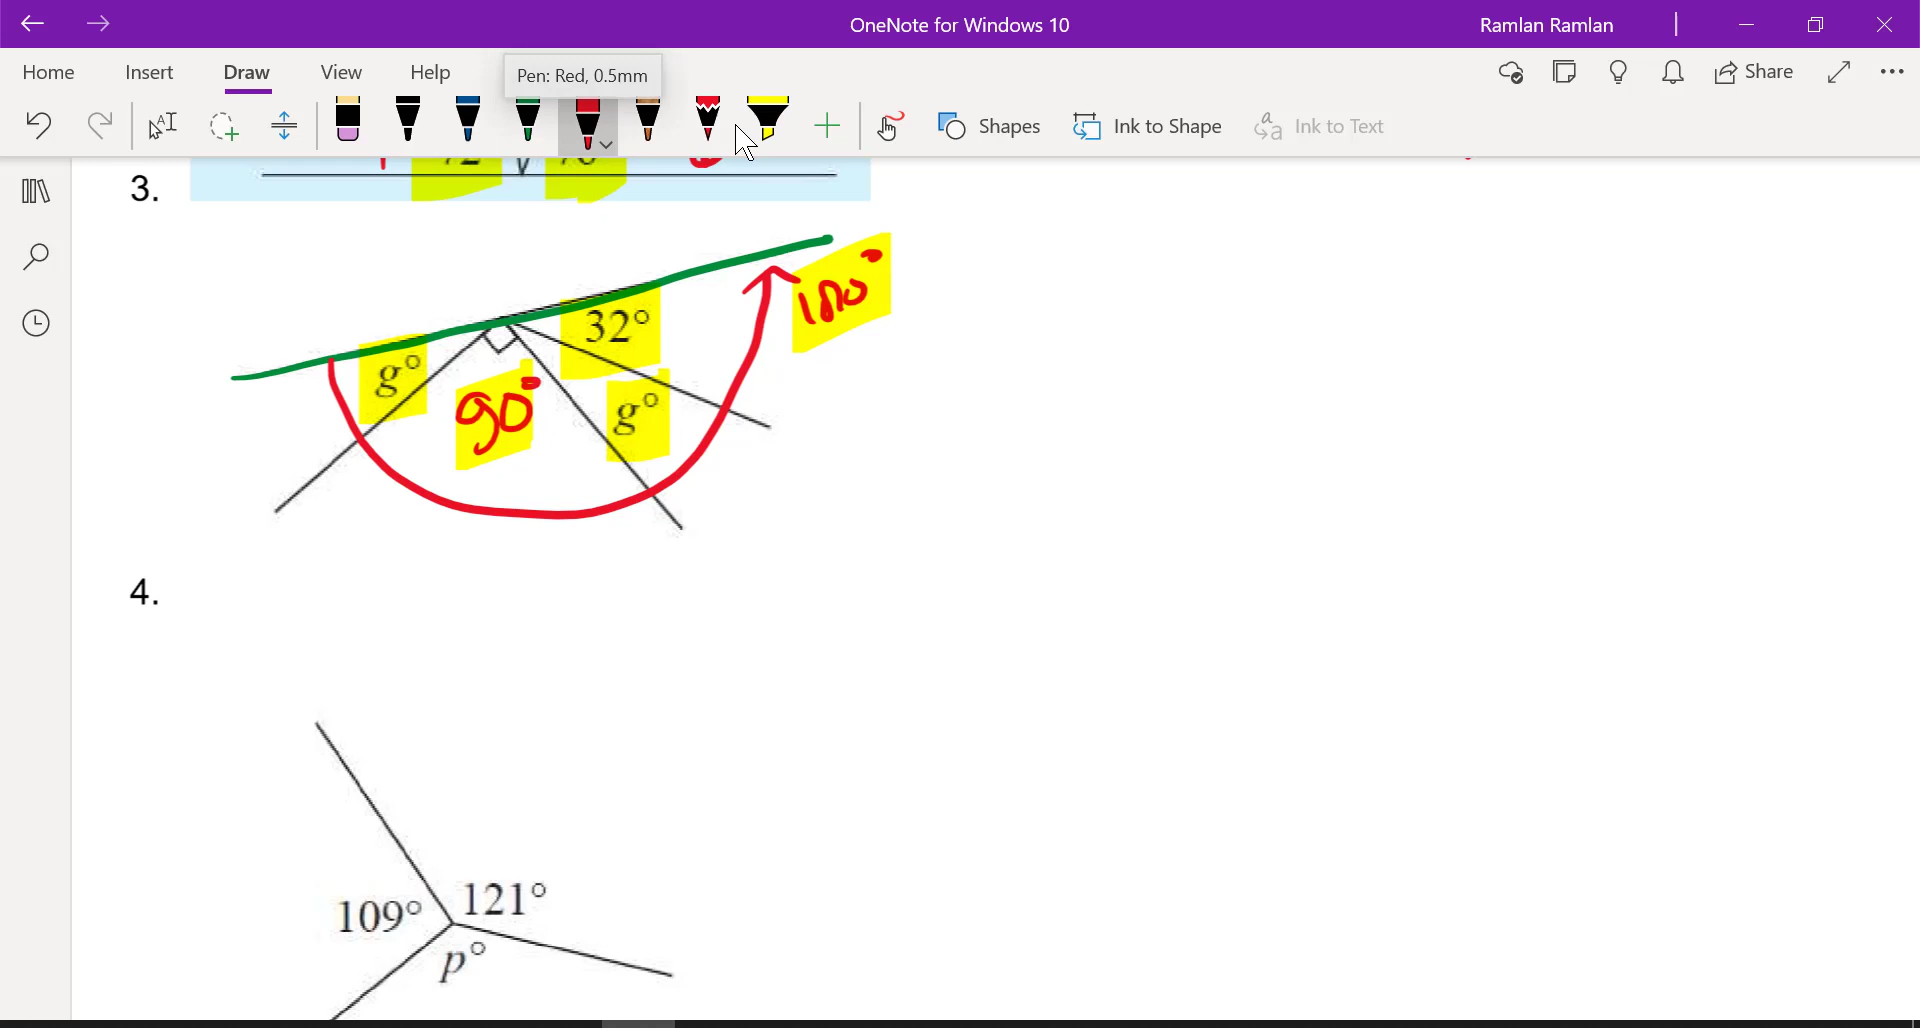 OneNote for Windows 10
Ramlan Ramlan
Home Insert Draw View Help
Pen: Red, 0.5mm
Share
Shapes
Ink to Shape
Ink to Text
3.
180°
32°
g°
90°
g°
4.
109° 121°
p°